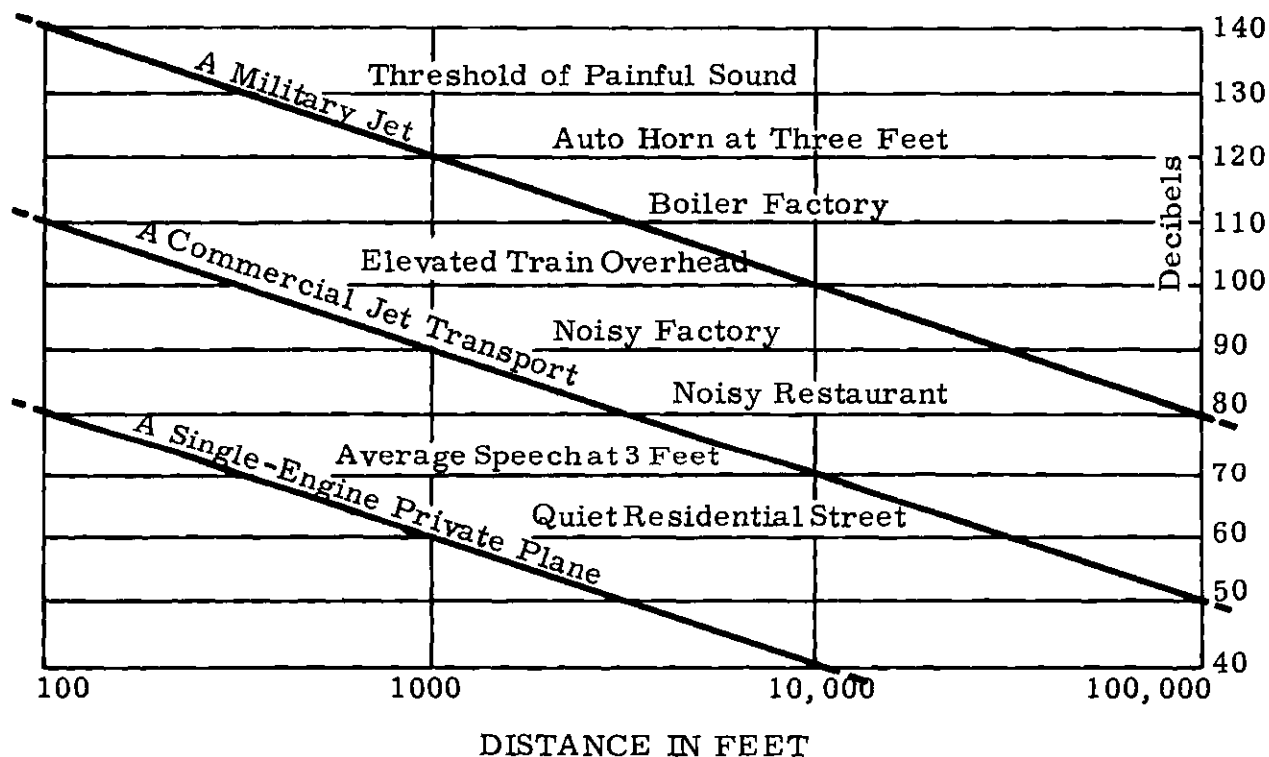 140
A Military Jet
Threshold of Painful Sound
130
Auto Horn at Three Feet
120
Decibels
Boiler Factory
110
A Commercial Jet Transport
Elevated Train Overhead
100
Noisy Factory
90
Noisy Restaurant
80
A Single-Engine Private Plane
Average Speech at 3 Feet
70
Quiet Residential Street
60
50
40
100 1000 10,000 100,000
DISTANCE IN FEET